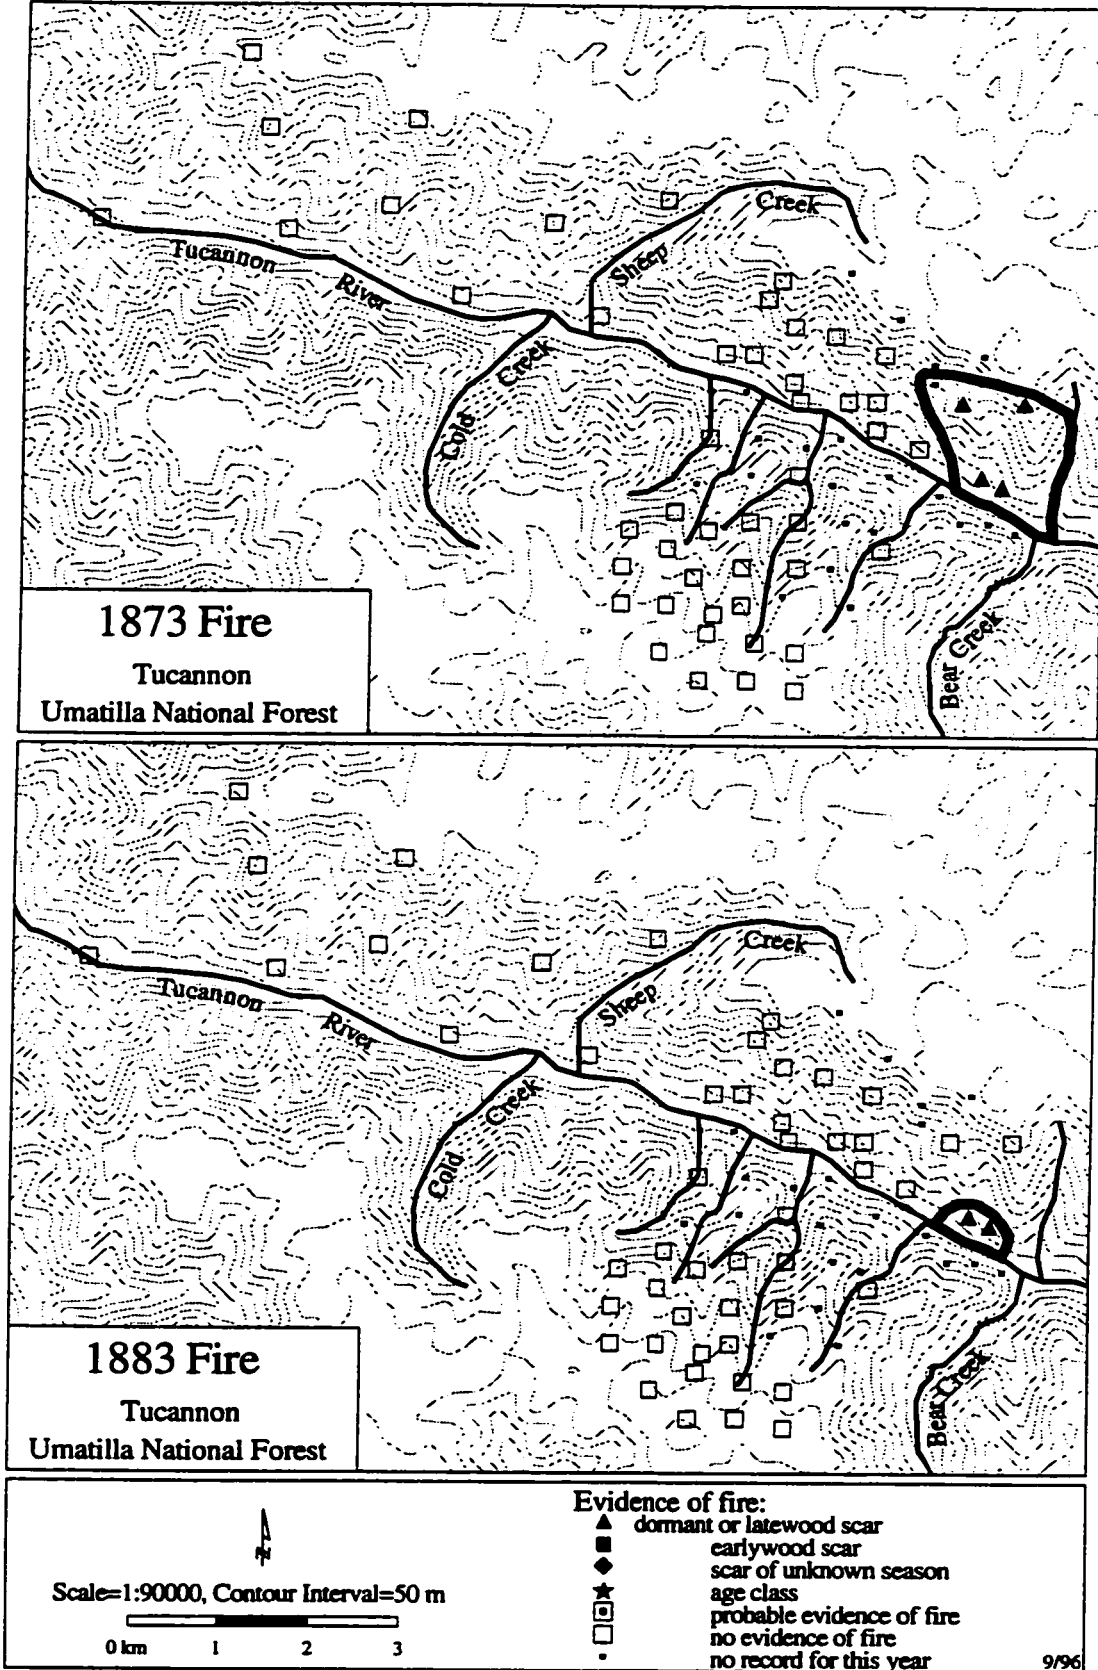 Creek
Sheep
Tucannon
River
Creek
Cold
Bear Creek
1873 Fire
Tucannon
Umatilla National Forest
Creek
Sheep
Tucannon
River
Creek
Cold
Bear Creek
1883 Fire
Tucannon
Umatilla National Forest
Evidence of fire:
dormant or latewood scar
earlywood scar
scar of unknown season
age class
probable evidence of fire
no evidence of fire
no record for this year
N
Scale=1:90000, Contour Interval=50 m
0 km 1 2 3
9/96